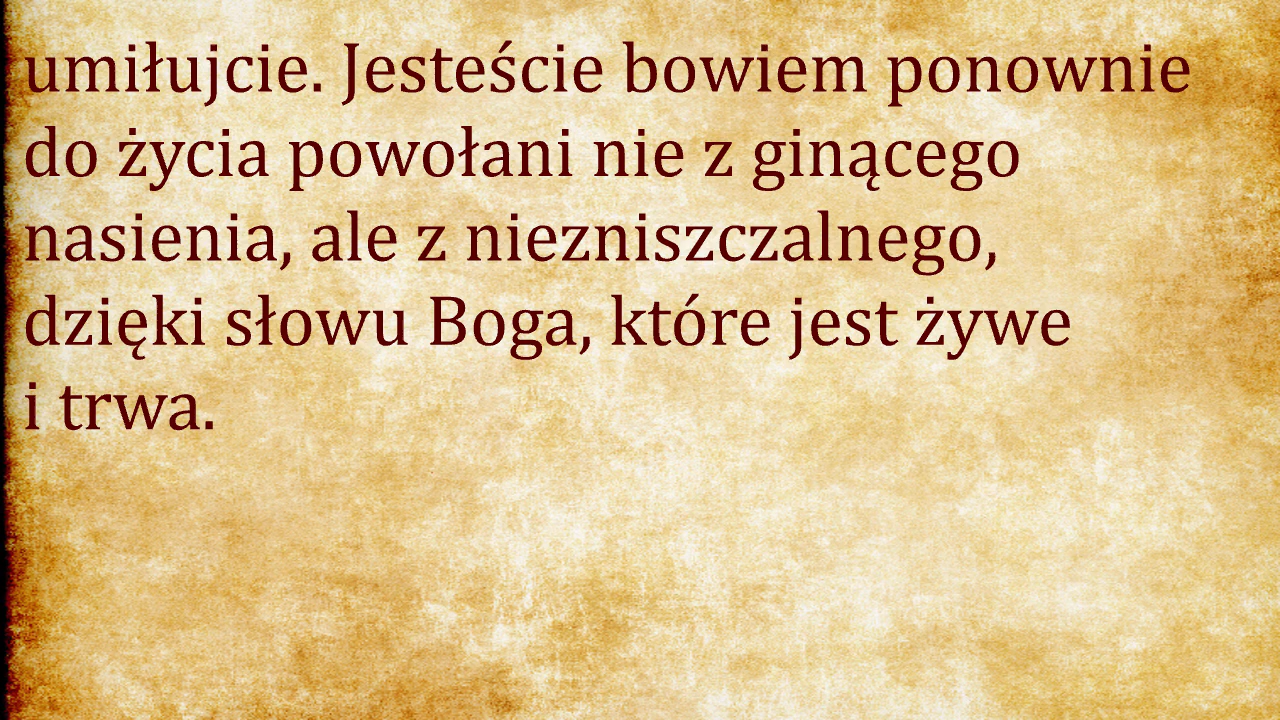 umiłujcie. Jesteście bowiem ponownie
do życia powołani nie z ginącego
nasienia, ale z niezniszczalnego,
dzięki słowu Boga, które jest żywe
i trwa.